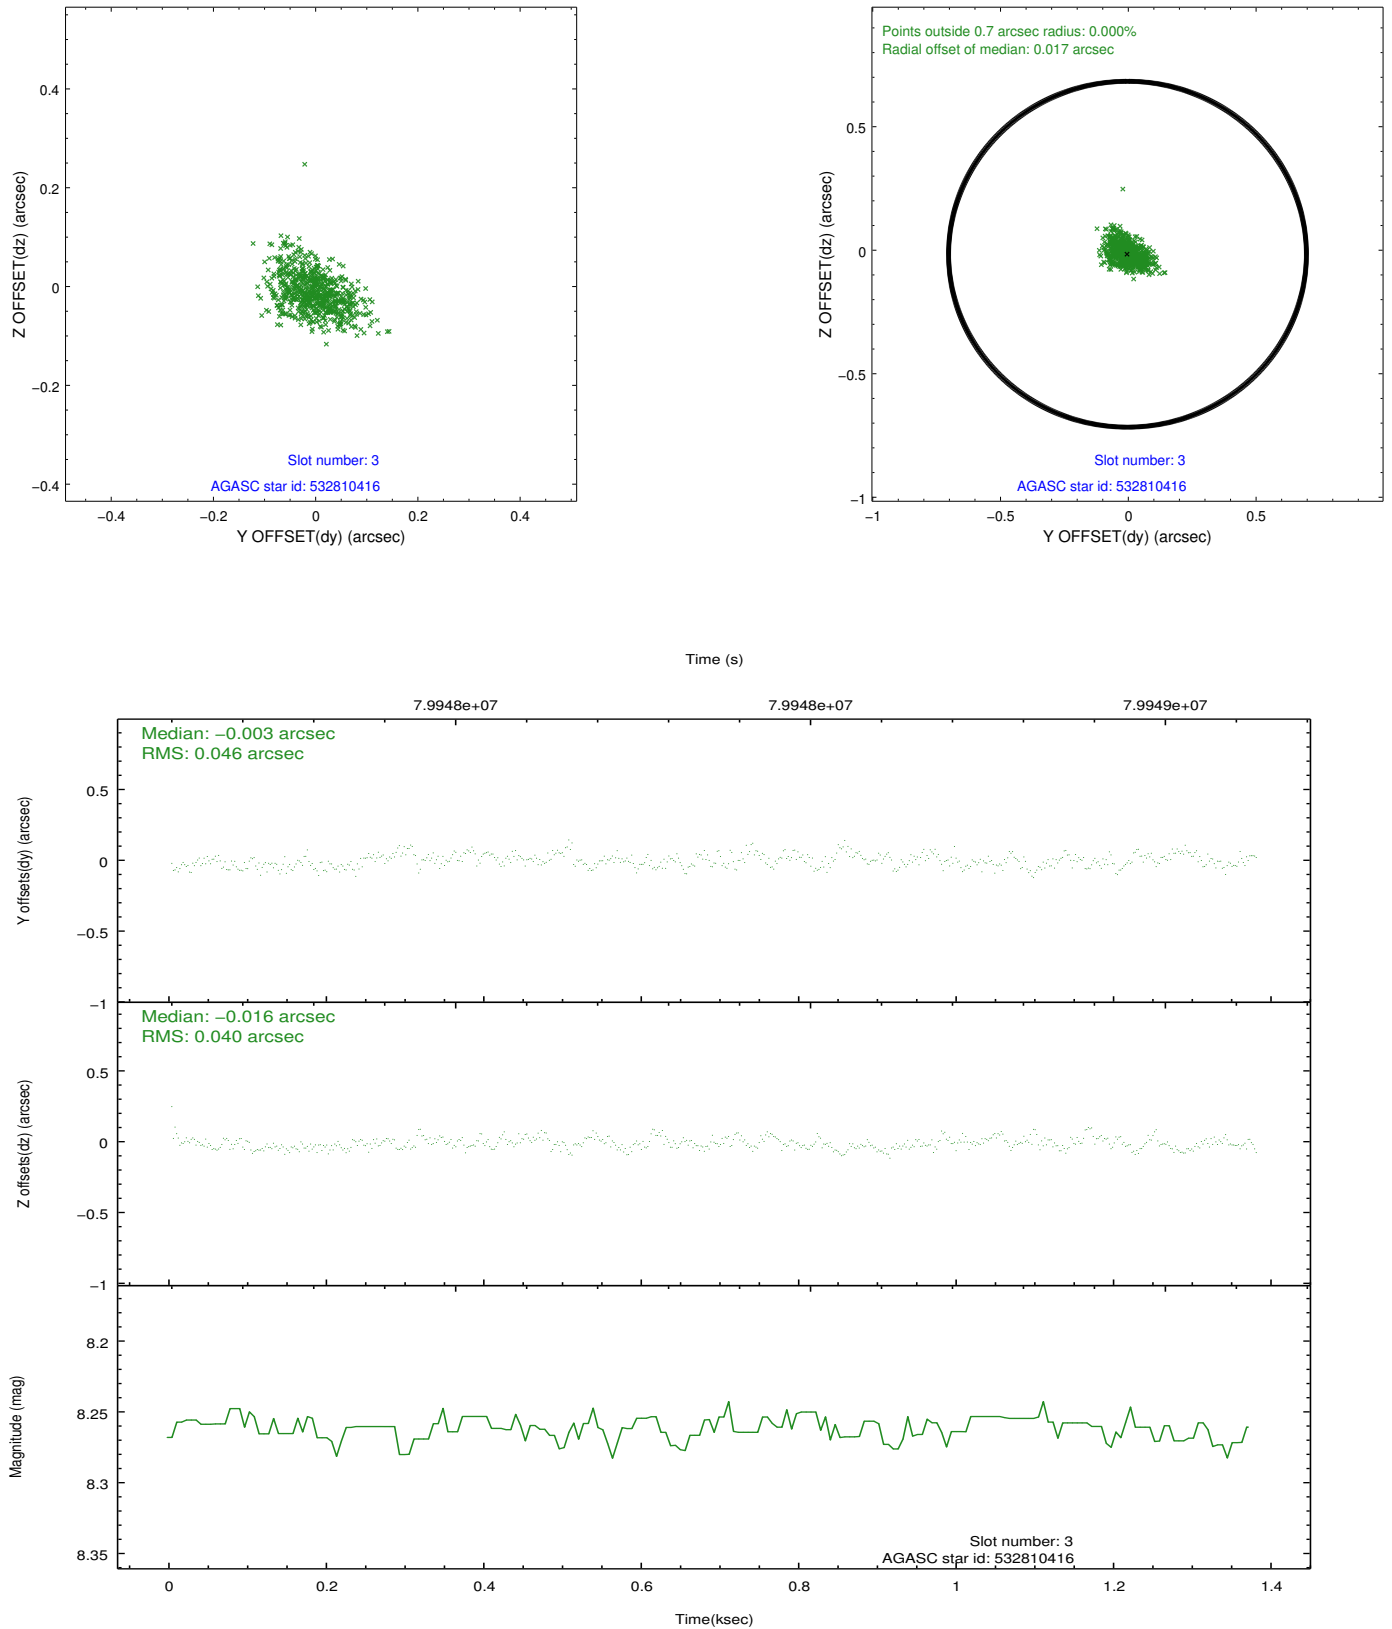 0.4
0.2
0
−0.2
−0.4
Z OFFSET(dz) (arcsec)
Slot number: 3
AGASC star id: 532810416
−0.4 −0.2 0 0.2 0.4
Y OFFSET(dy) (arcsec)
Points outside 0.7 arcsec radius: 0.000%
Radial offset of median: 0.017 arcsec
0.5
0
−0.5
−1
Z OFFSET(dz) (arcsec)
Slot number: 3
AGASC star id: 532810416
−1 −0.5 0 0.5
Y OFFSET(dy) (arcsec)
Time (s)
7.9948e+07 7.9948e+07 7.9949e+07
Median: −0.003 arcsec
RMS: 0.046 arcsec
0.5
0
−0.5
−1
Y offsets(dy) (arcsec)
Median: −0.016 arcsec
RMS: 0.040 arcsec
0.5
0
−0.5
−1
Z offsets(dz) (arcsec)
8.2
8.25
8.3
8.35
Magnitude (mag)
Slot number: 3
AGASC star id: 532810416
0 0.2 0.4 0.6 0.8 1 1.2 1.4
Time(ksec)